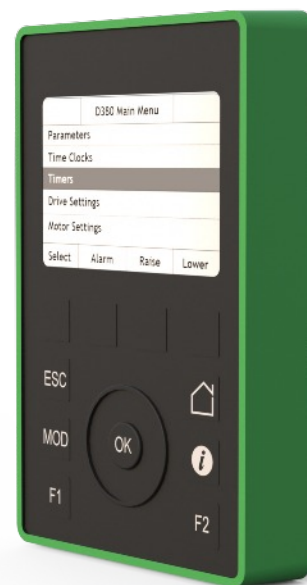 D380 Main Menu
Parameters
Time Clocks
Timers
Drive Settings
Motor Settings
Select Alarm Raise Lower
ESC
MOD OK i
F1 F2